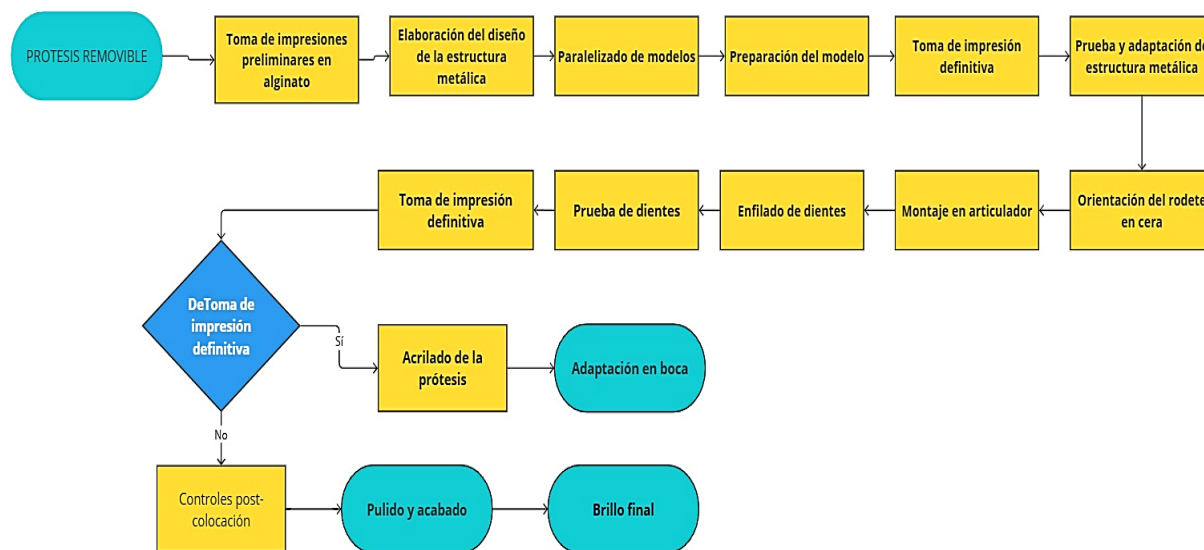 PROTESIS REMOVIBLE
Toma de impresiones
preliminares en
alginato
Elaboración del diseño
de la estructura
metálica
Paralelizado de modelos
Preparación del modelo
Toma de impresión
definitiva
Prueba y adaptación de
estructura metálica
Orientación del rodete
en cera
Montaje en articulador
Enfilado de dientes
Prueba de dientes
Toma de impresión
definitiva
DeToma de
impresión
definitiva
Sí
Acrilado de la
prótesis
Adaptación en boca
No
Controles post-
colocación
Pulido y acabado
Brillo final